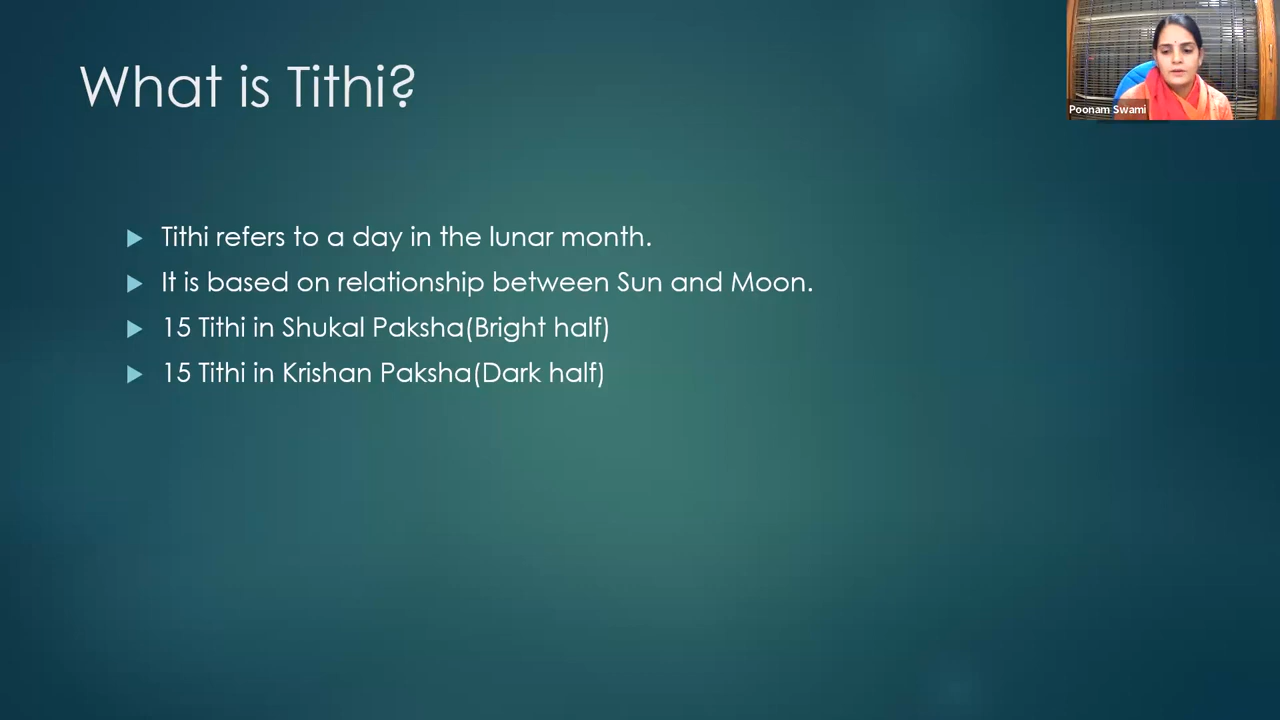 What is Tithi?
Poonam Swami
Tithi refers to a day in the lunar month.
It is based on relationship between Sun and Moon.
15 Tithi in Shukal Paksha(Bright half)
15 Tithi in Krishan Paksha(Dark half)